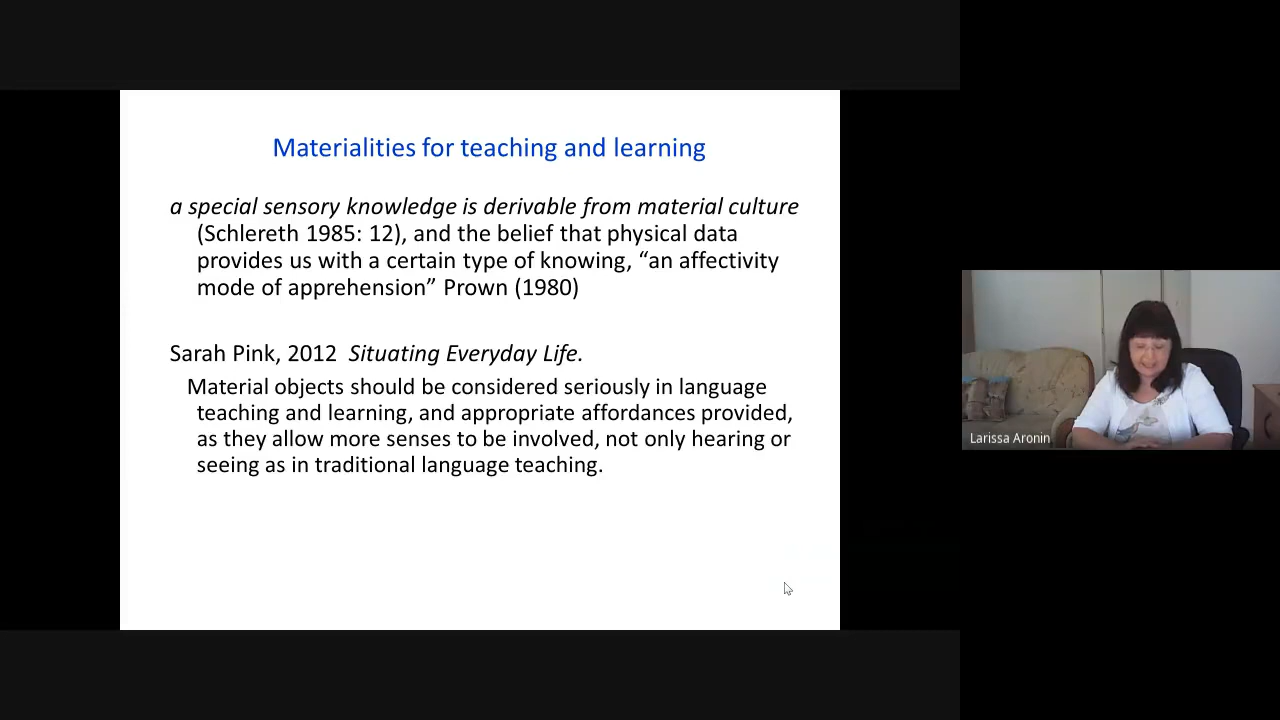 Materialities for teaching and learning
a special sensory knowledge is derivable from material culture
(Schlereth 1985: 12), and the belief that physical data
provides us with a certain type of knowing, “an affectivity
mode of apprehension” Prown (1980)
Sarah Pink, 2012 Situating Everyday Life.
Material objects should be considered seriously in language
teaching and learning, and appropriate affordances provided,
as they allow more senses to be involved, not only hearing or
seeing as in traditional language teaching.
Larissa Aronin